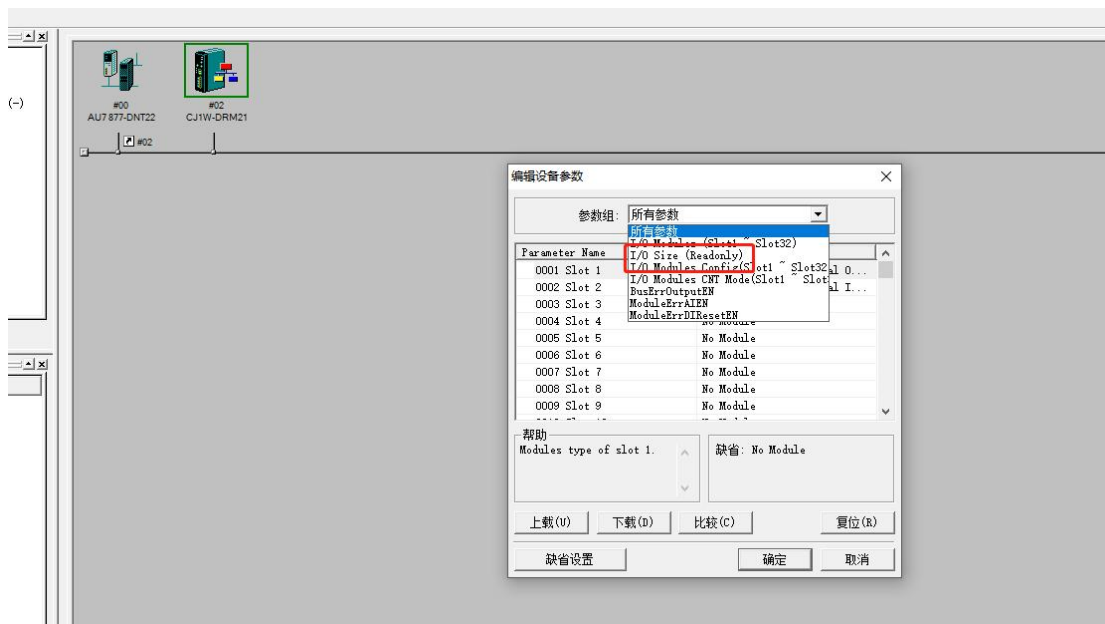 (-)
#00
AU7 877-DNT22
#02
CJ1W-DRM21
#02
编辑设备参数
参数组:
所有参数
所有参数
I/O Modules (Slot1 ~ Slot32)
I/O Size (Readonly)
I/O Modules Config(Slot1 ~ Slot32
I/O Modules CNT Mode(Slot1 ~ Slot
BusErrOutputEN
ModuleErrAIEN
ModuleErrDIResetEN
Parameter Name
0001 Slot 1
al O...
0002 Slot 2
al I...
0003 Slot 3
0004 Slot 4
No Module
0005 Slot 5
No Module
0006 Slot 6
No Module
0007 Slot 7
No Module
0008 Slot 8
No Module
0009 Slot 9
No Module
帮助
Modules type of slot 1.
缺省: No Module
上载(U)
下载(D)
比较(C)
复位(R)
缺省设置
确定
取消